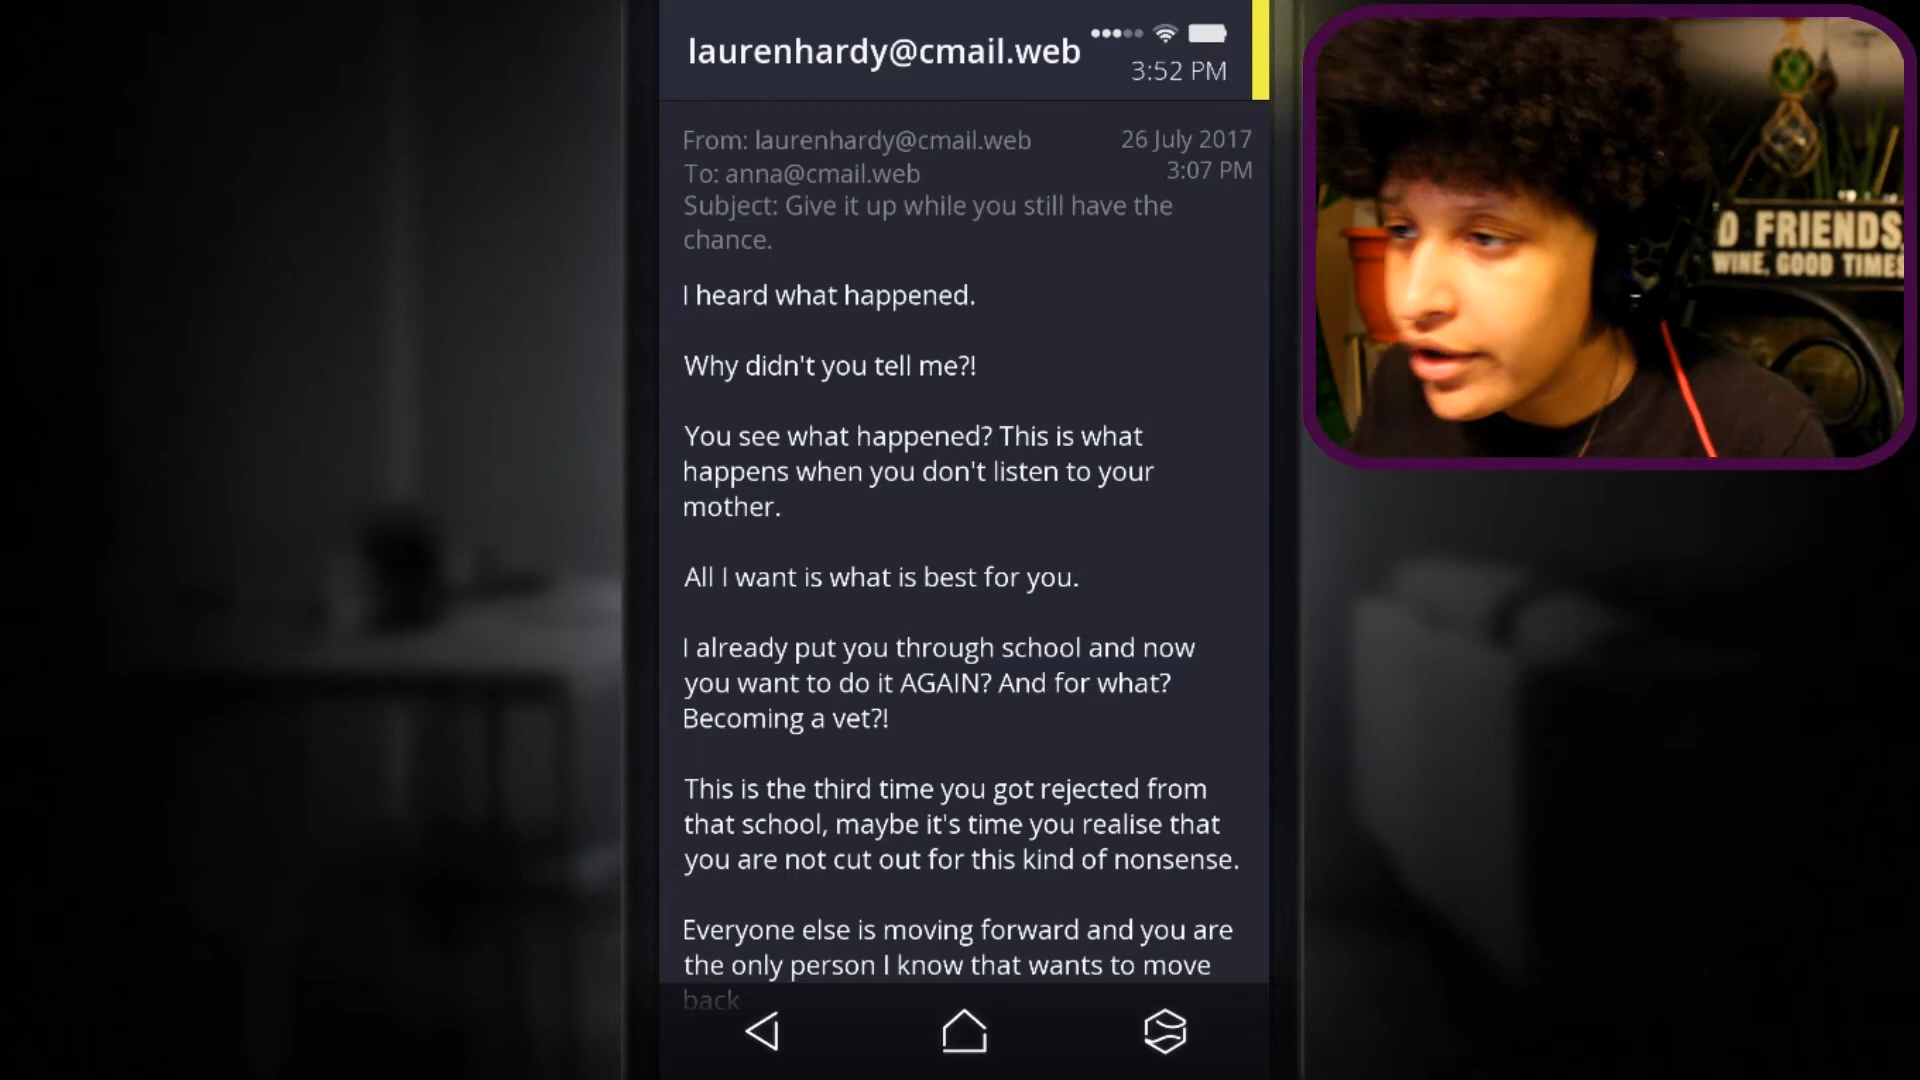 laurenhardy@cmail.web
3:52 PM
From: laurenhardy@cmail.web
26 July 2017
To: anna@cmail.web
3:07 PM
Subject: Give it up while you still have the
chance.
I heard what happened.
Why didn't you tell me?!
You see what happened? This is what
happens when you don't listen to your
mother.
All I want is what is best for you.
I already put you through school and now
you want to do it AGAIN? And for what?
Becoming a vet?!
This is the third time you got rejected from
that school, maybe it's time you realise that
you are not cut out for this kind of nonsense.
Everyone else is moving forward and you are
the only person I know that wants to move
back
FRIENDS,
WINE, GOOD TIMES